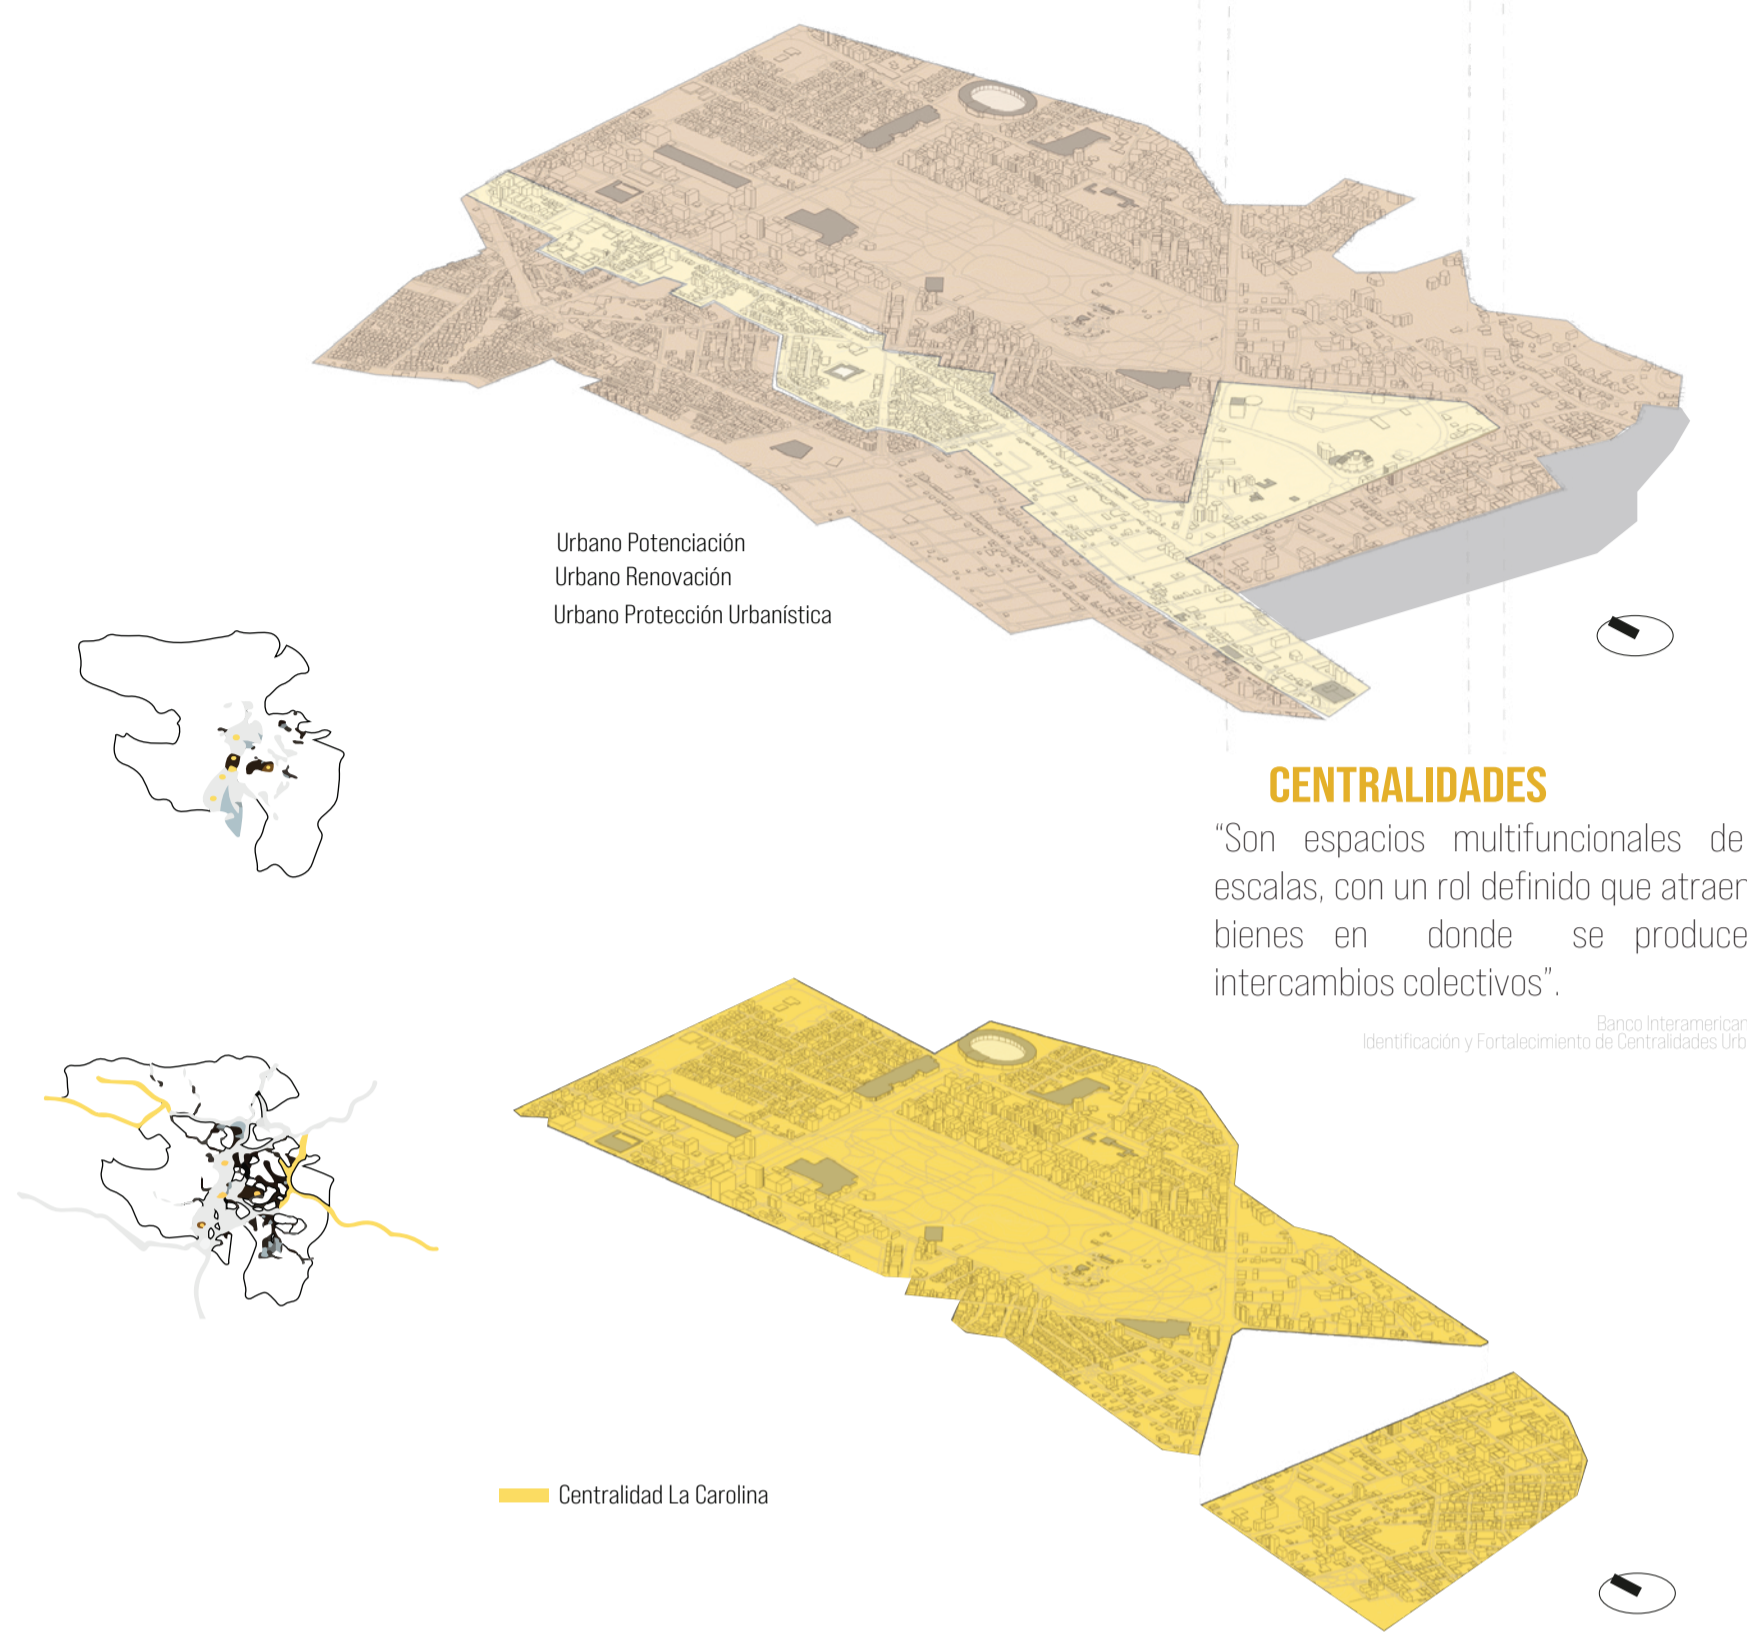 Urbano Potenciación
Urbano Renovación
Urbano Protección Urbanística
CENTRALIDADES
“Son espacios multifuncionales de
escalas, con un rol definido que atraen
bienes en donde se produce
intercambios colectivos”.
Banco Interamerican
Identificación y Fortalecimiento de Centralidades Urb
Centralidad La Carolina